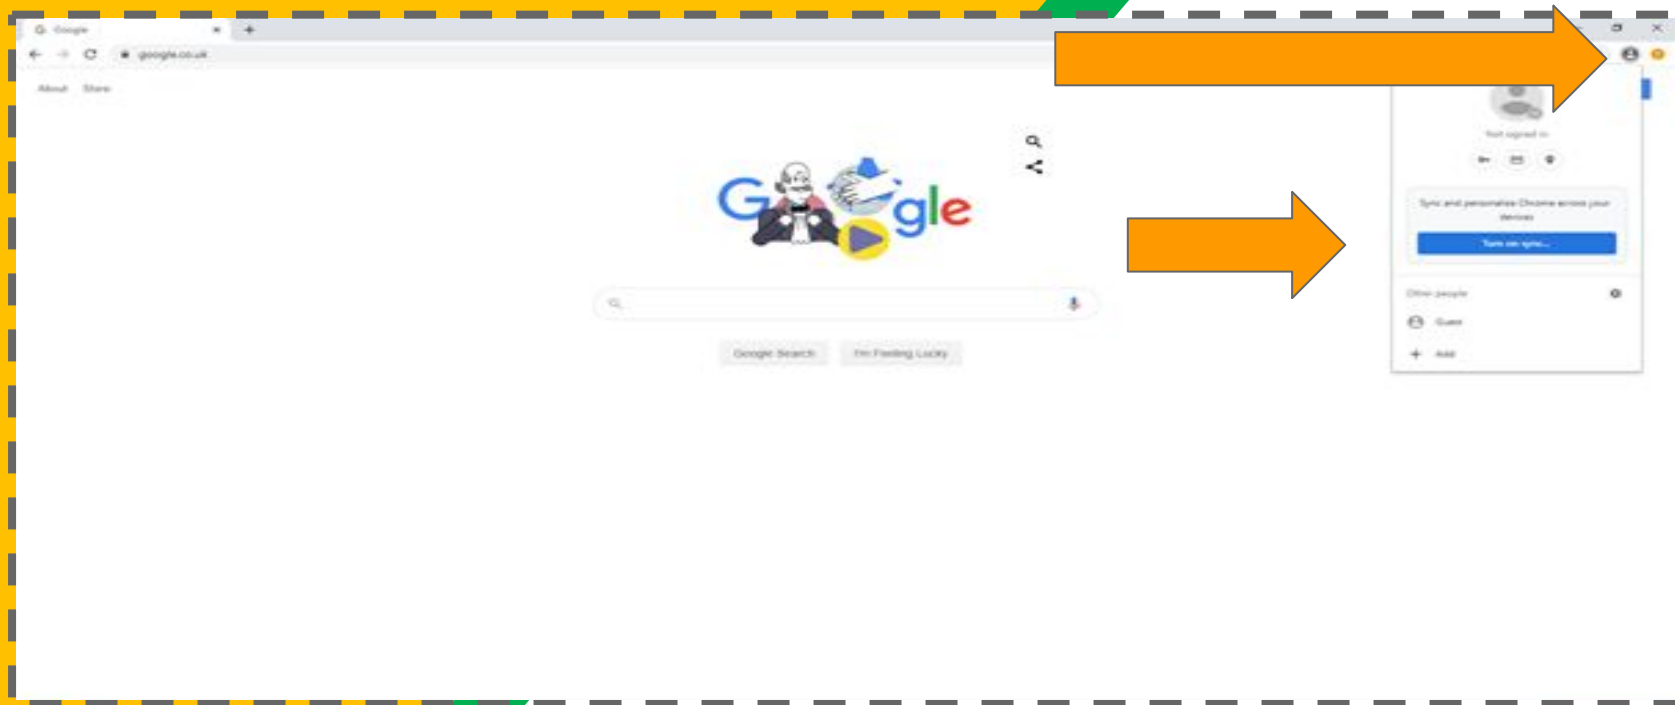 Google
google.co.uk
About Store
Not signed in
Google
Sync and personalise Chrome across your
devices
Turn on sync...
Other people
Guest
Add
Google Search I'm Feeling Lucky